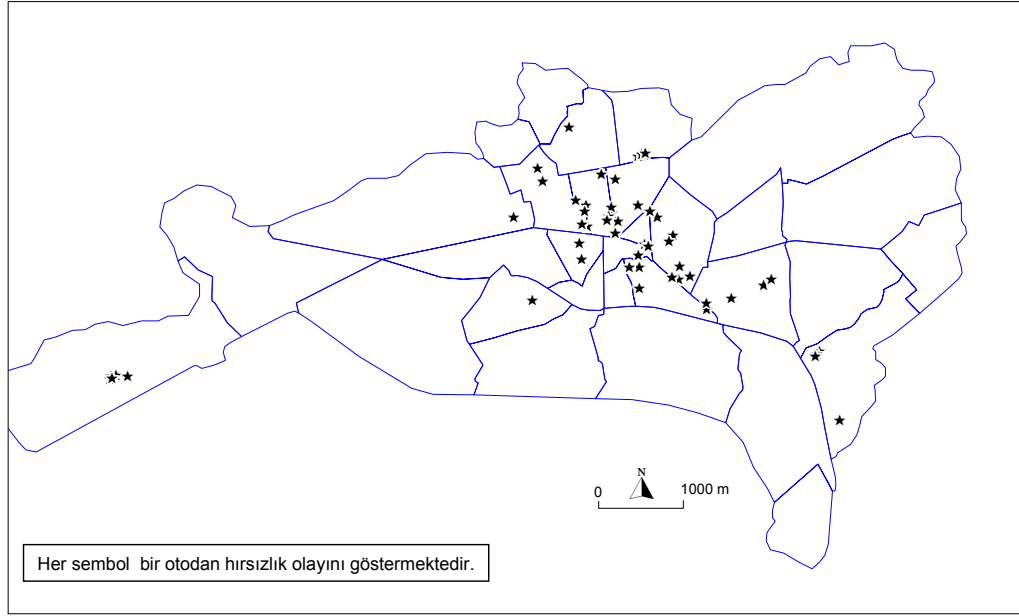 N
0 1000 m
Her sembol bir otodan hırsızlık olayını göstermektedir.